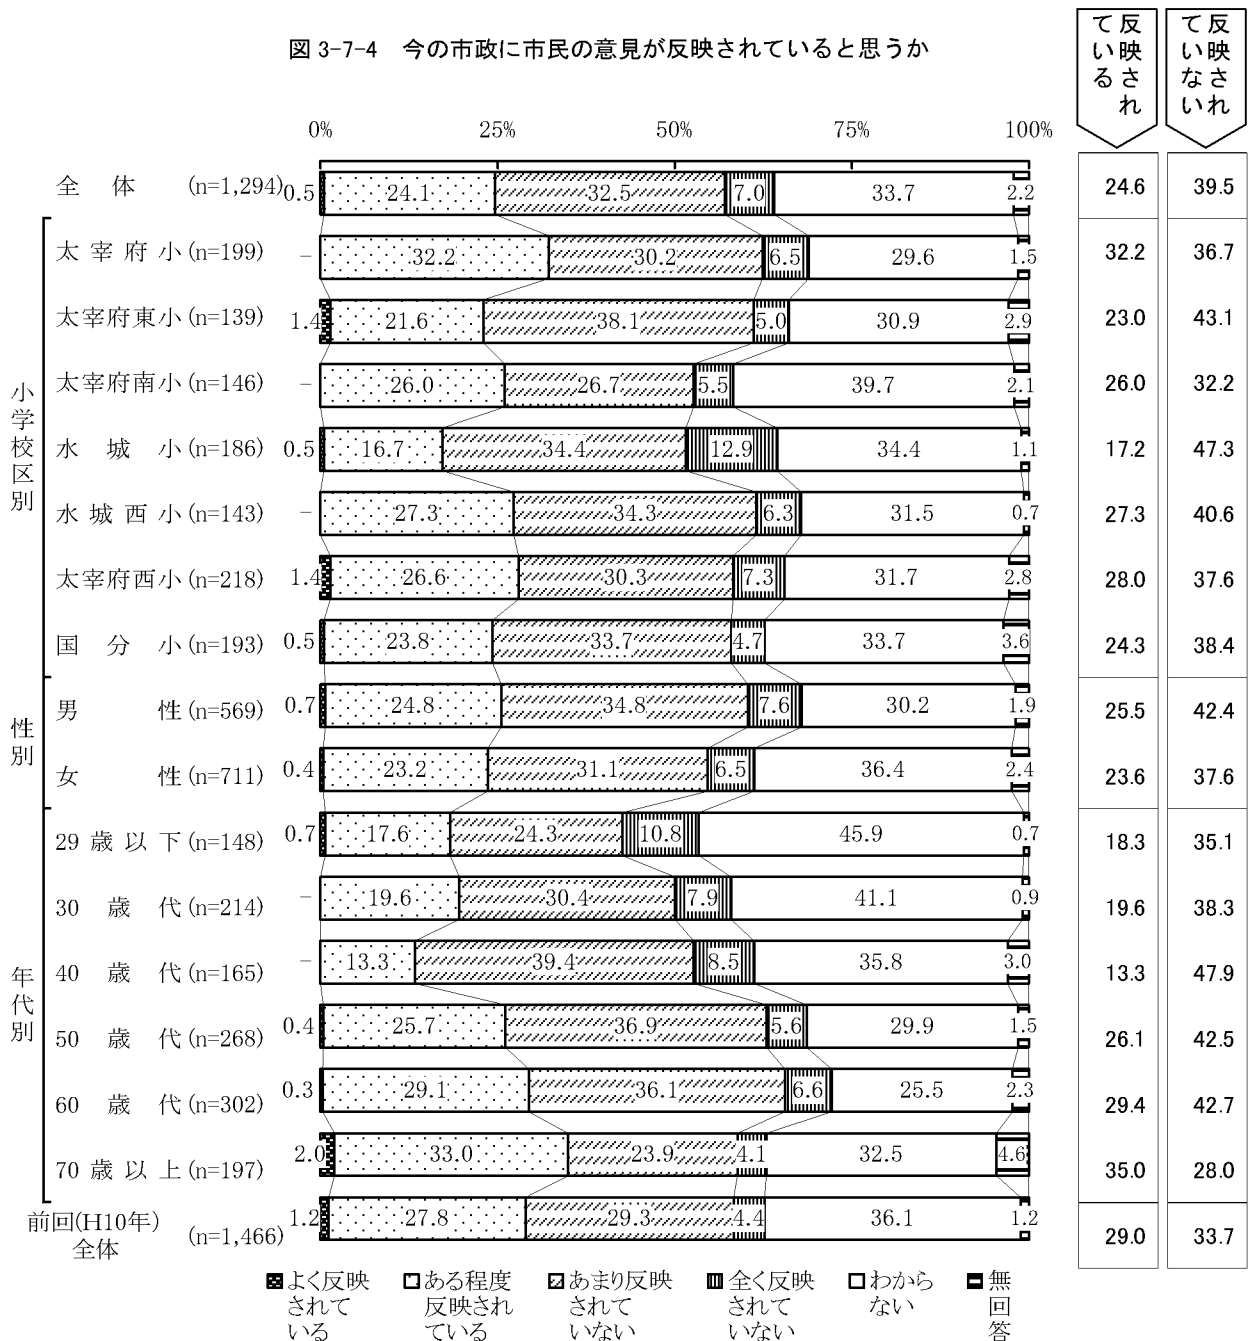 図 3-7-4 今の市政に市民の意見が反映されていると思うか
反映されている
反映されていない
0% 25% 50% 75% 100%
全体 (n=1,294) 0.5 24.1 32.5 7.0 33.7 2.2 24.6 39.5
小学校区別
太宰府小 (n=199) － 32.2 30.2 6.5 29.6 1.5 32.2 36.7
太宰府東小 (n=139) 1.4 21.6 38.1 5.0 30.9 2.9 23.0 43.1
太宰府南小 (n=146) － 26.0 26.7 5.5 39.7 2.1 26.0 32.2
水城小 (n=186) 0.5 16.7 34.4 12.9 34.4 1.1 17.2 47.3
水城西小 (n=143) － 27.3 34.3 6.3 31.5 0.7 27.3 40.6
太宰府西小 (n=218) 1.4 26.6 30.3 7.3 31.7 2.8 28.0 37.6
国分小 (n=193) 0.5 23.8 33.7 4.7 33.7 3.6 24.3 38.4
性別
男性 (n=569) 0.7 24.8 34.8 7.6 30.2 1.9 25.5 42.4
女性 (n=711) 0.4 23.2 31.1 6.5 36.4 2.4 23.6 37.6
年代別
29歳以下 (n=148) 0.7 17.6 24.3 10.8 45.9 0.7 18.3 35.1
30歳代 (n=214) － 19.6 30.4 7.9 41.1 0.9 19.6 38.3
40歳代 (n=165) － 13.3 39.4 8.5 35.8 3.0 13.3 47.9
50歳代 (n=268) 0.4 25.7 36.9 5.6 29.9 1.5 26.1 42.5
60歳代 (n=302) 0.3 29.1 36.1 6.6 25.5 2.3 29.4 42.7
70歳以上 (n=197) 2.0 33.0 23.9 4.1 32.5 4.6 35.0 28.0
前回(H10年)
全体 (n=1,466) 1.2 27.8 29.3 4.4 36.1 1.2 29.0 33.7
よく反映
されて
いる
ある程度
反映され
ている
あまり反映
されて
いない
全く反映
されて
いない
わから
ない
無
回
答